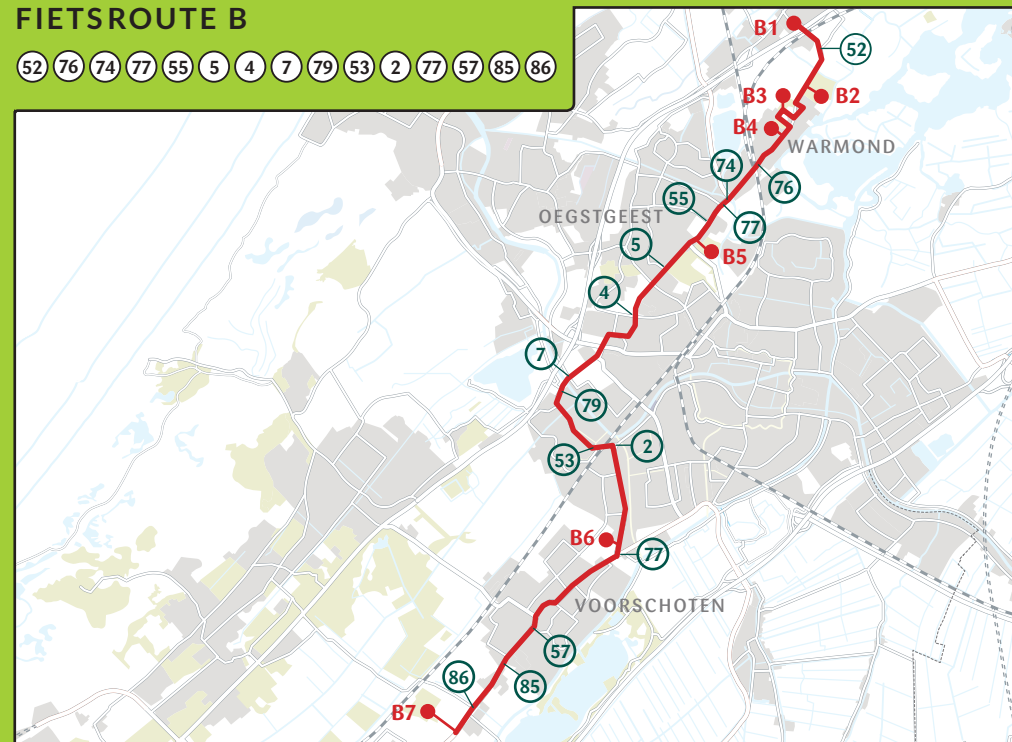 FIETSROUTE B
52 76 74 77 55 5 4 7 79 53 2 77 57 85 86
B1
52
B3
B2
B4
WARMOND
74
76
55
OEGSTGEEST
77
5
B5
4
7
79
53
2
B6
77
VOORSCHOTEN
57
86
85
B7